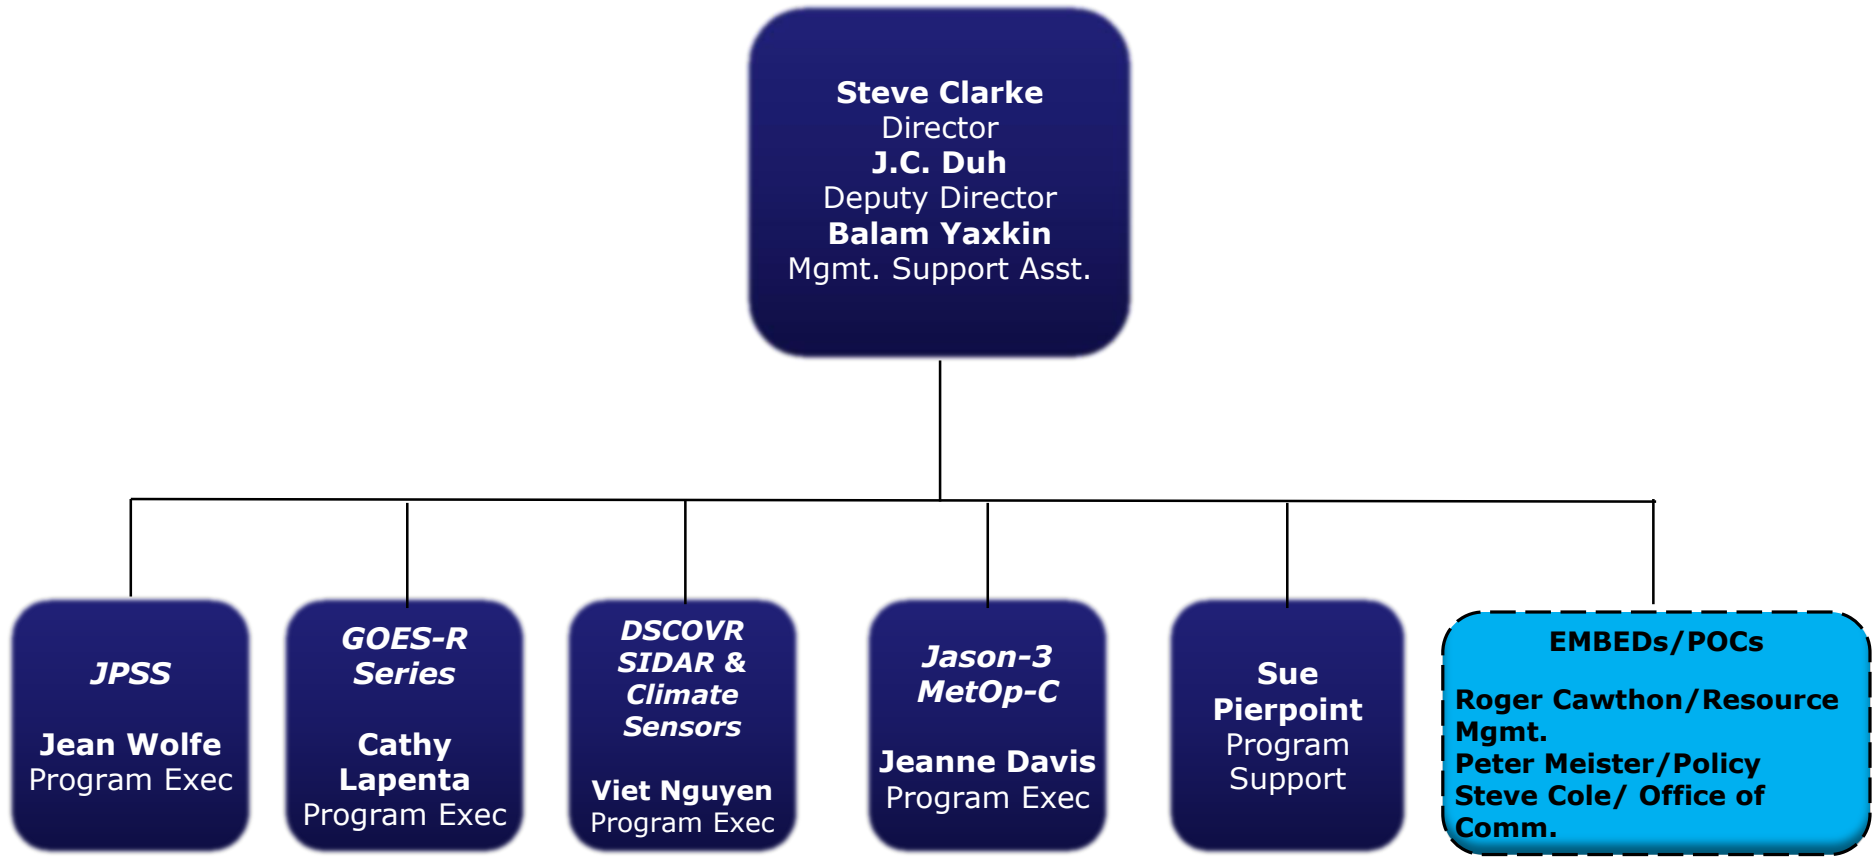 Steve Clarke
Director
J.C. Duh
Deputy Director
Balam Yaxkin
Mgmt. Support Asst.
JPSS
Jean Wolfe
Program Exec
GOES-R
Series
Cathy
Lapenta
Program Exec
DSCOVR
SIDAR &
Climate
Sensors
Viet Nguyen
Program Exec
Jason-3
MetOp-C
Jeanne Davis
Program Exec
Sue
Pierpoint
Program
Support
EMBEDs/POCs
Roger Cawthon/Resource
Mgmt.
Peter Meister/Policy
Steve Cole/ Office of
Comm.